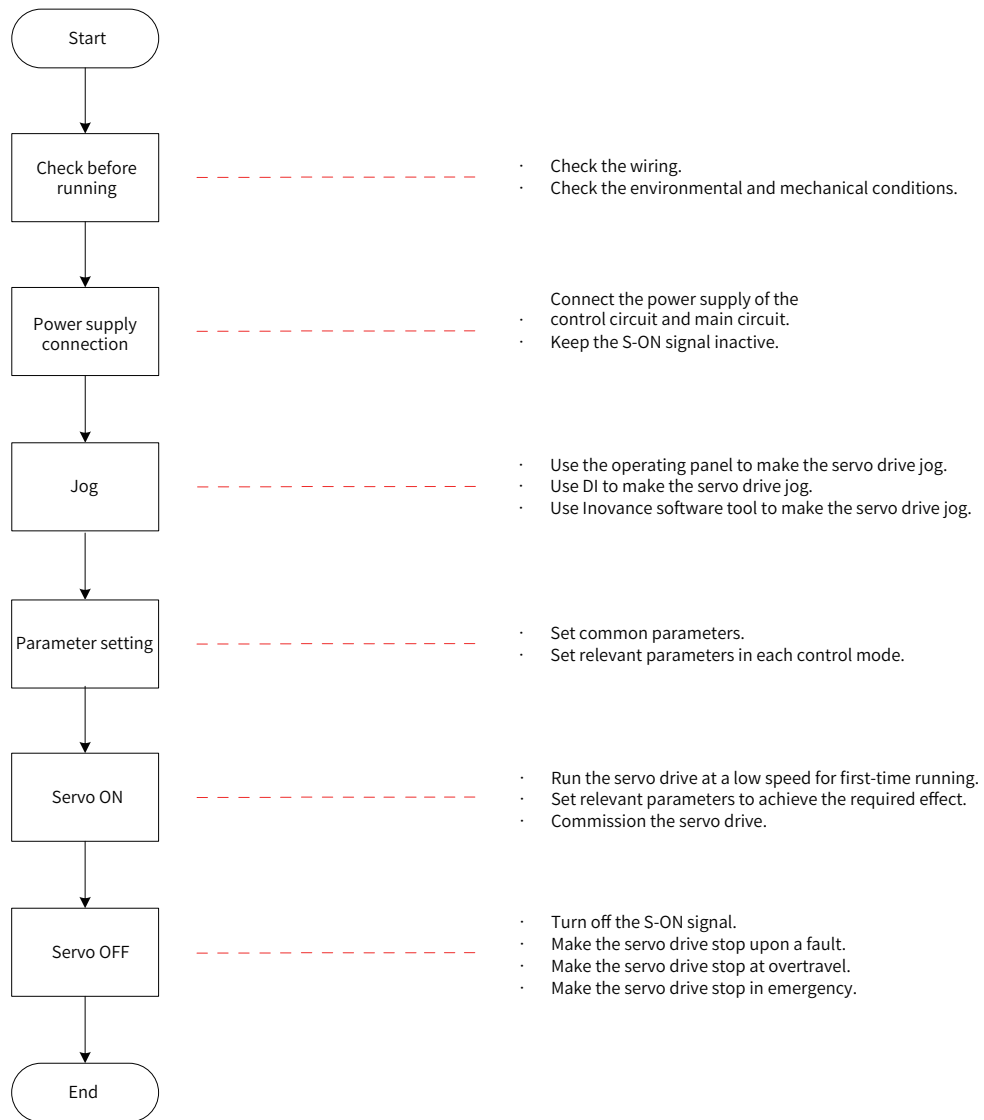 Start
Check before
running
· Check the wiring.
· Check the environmental and mechanical conditions.
Power supply
connection
Connect the power supply of the
· control circuit and main circuit.
· Keep the S-ON signal inactive.
Jog
· Use the operating panel to make the servo drive jog.
· Use DI to make the servo drive jog.
· Use Inovance software tool to make the servo drive jog.
Parameter setting
· Set common parameters.
· Set relevant parameters in each control mode.
Servo ON
· Run the servo drive at a low speed for first-time running.
· Set relevant parameters to achieve the required effect.
· Commission the servo drive.
Servo OFF
· Turn off the S-ON signal.
· Make the servo drive stop upon a fault.
· Make the servo drive stop at overtravel.
· Make the servo drive stop in emergency.
End